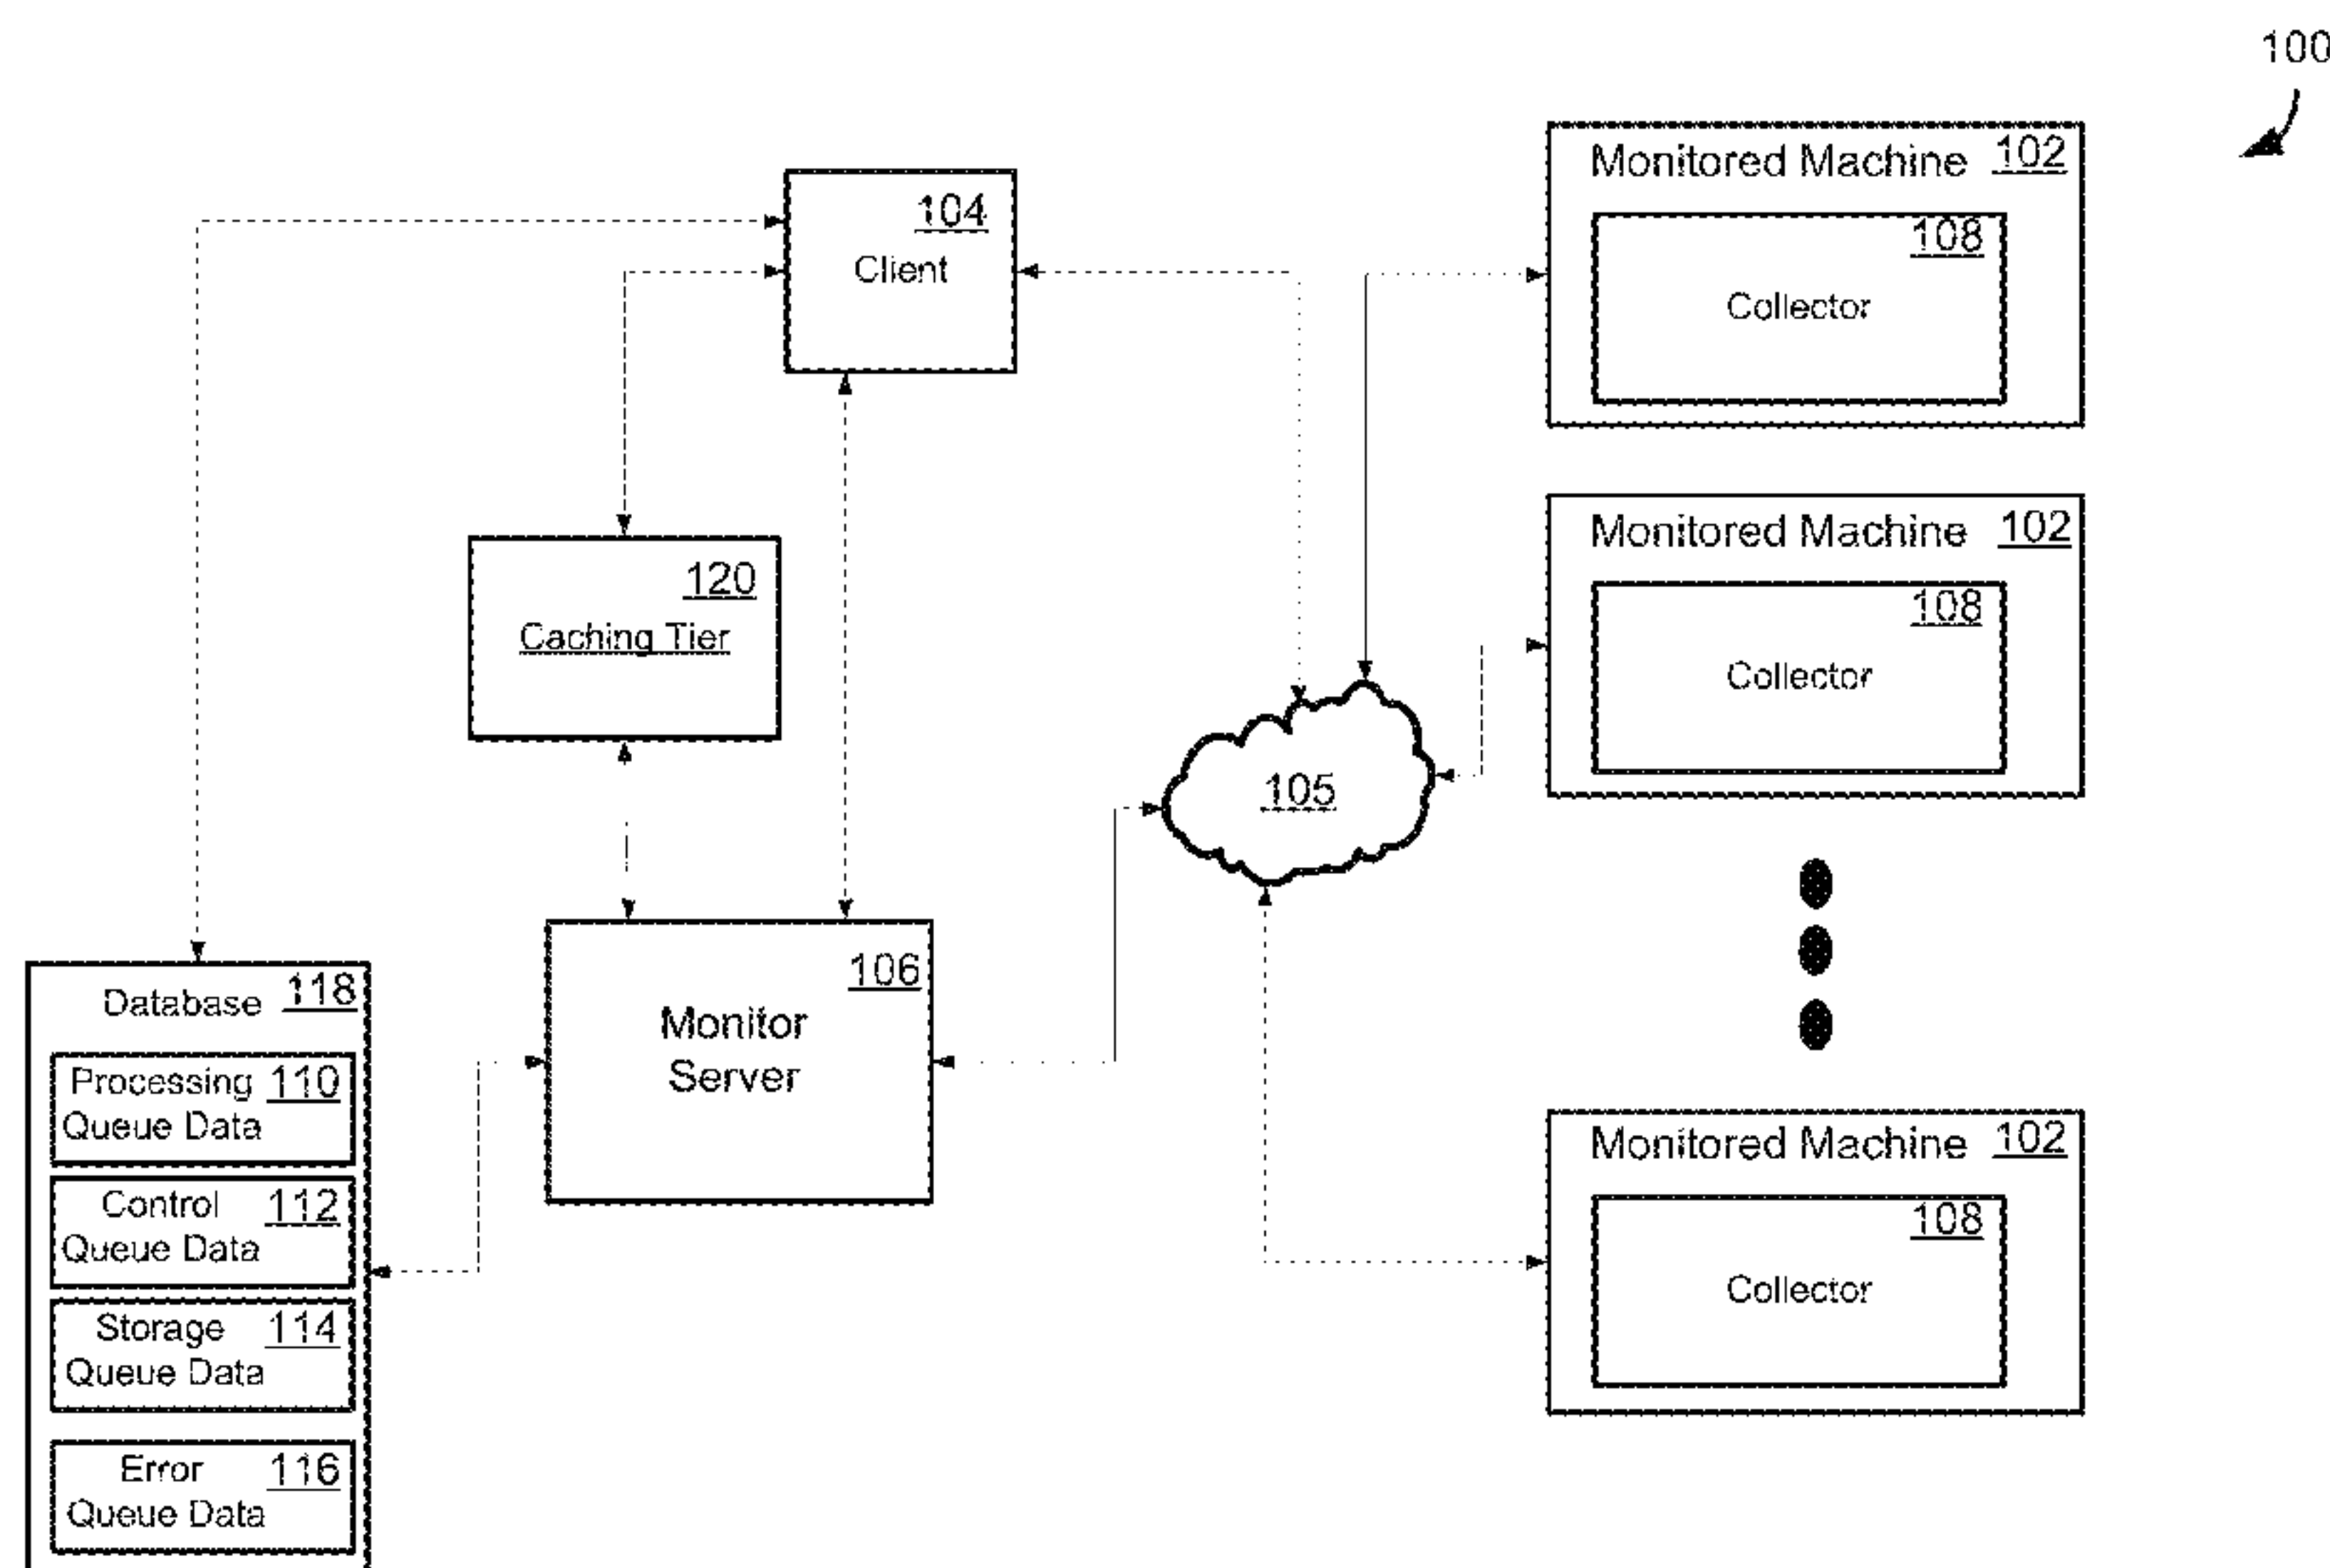 100
Monitored Machine 102
108
Collector
104
Client
Monitored Machine 102
108
Collector
120
Caching Tier
105
106
Monitor
Server
Database 118
Processing 110
Queue Data
Control 112
Queue Data
Storage 114
Queue Data
Error 116
Queue Data
Monitored Machine 102
108
Collector